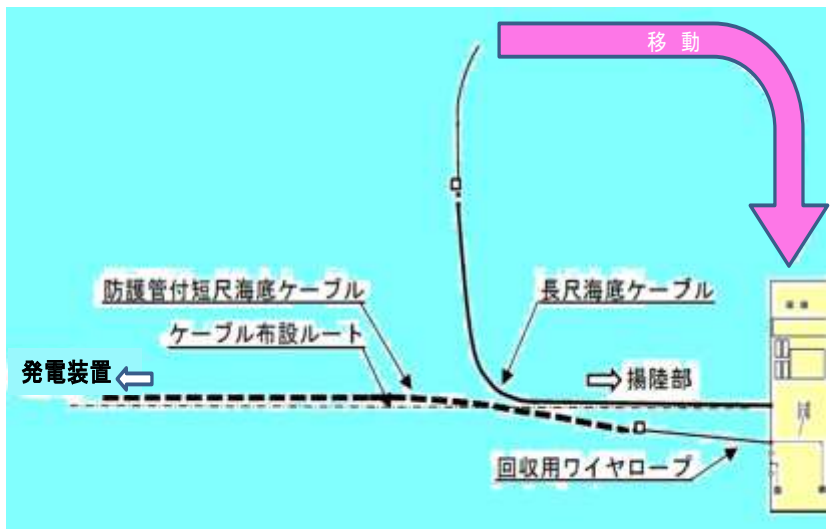 移 動
防護管付短尺海底ケーブル
長尺海底ケーブル
ケーブル布設ルート
発電装置
揚陸部
回収用ワイヤロープ